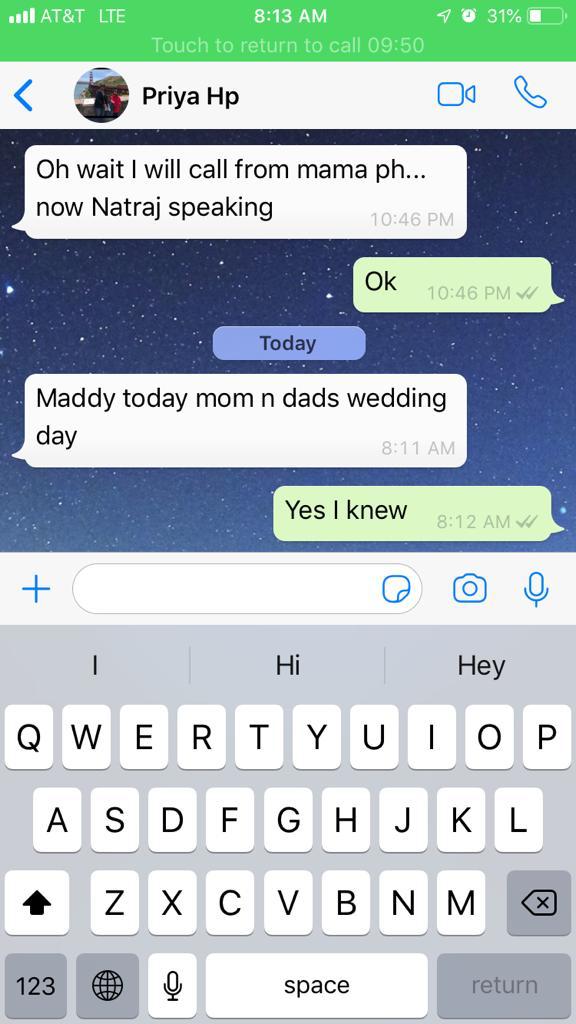 AT&T LTE 8:13 AM 31%
Touch to return to call 09:50
Priya Hp
Oh wait I will call from mama ph...
now Natraj speaking
10:46 PM
Ok 10:46 PM
Today
Maddy today mom n dads wedding
day
8:11 AM
Yes I knew 8:12 AM
I Hi Hey
Q W E R T Y U I O P
A S D F G H J K L
Z X C V B N M
123 space return